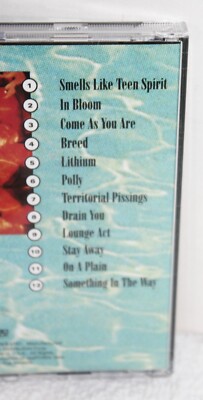 1 Smells Like Teen Spirit
2 In Bloom
3 Come As You Are
4 Breed
5 Lithium
6 Polly
7 Territorial Pissings
8 Drain You
9 Lounge Act
10 Stay Away
11 On A Plain
12 Something In The Way